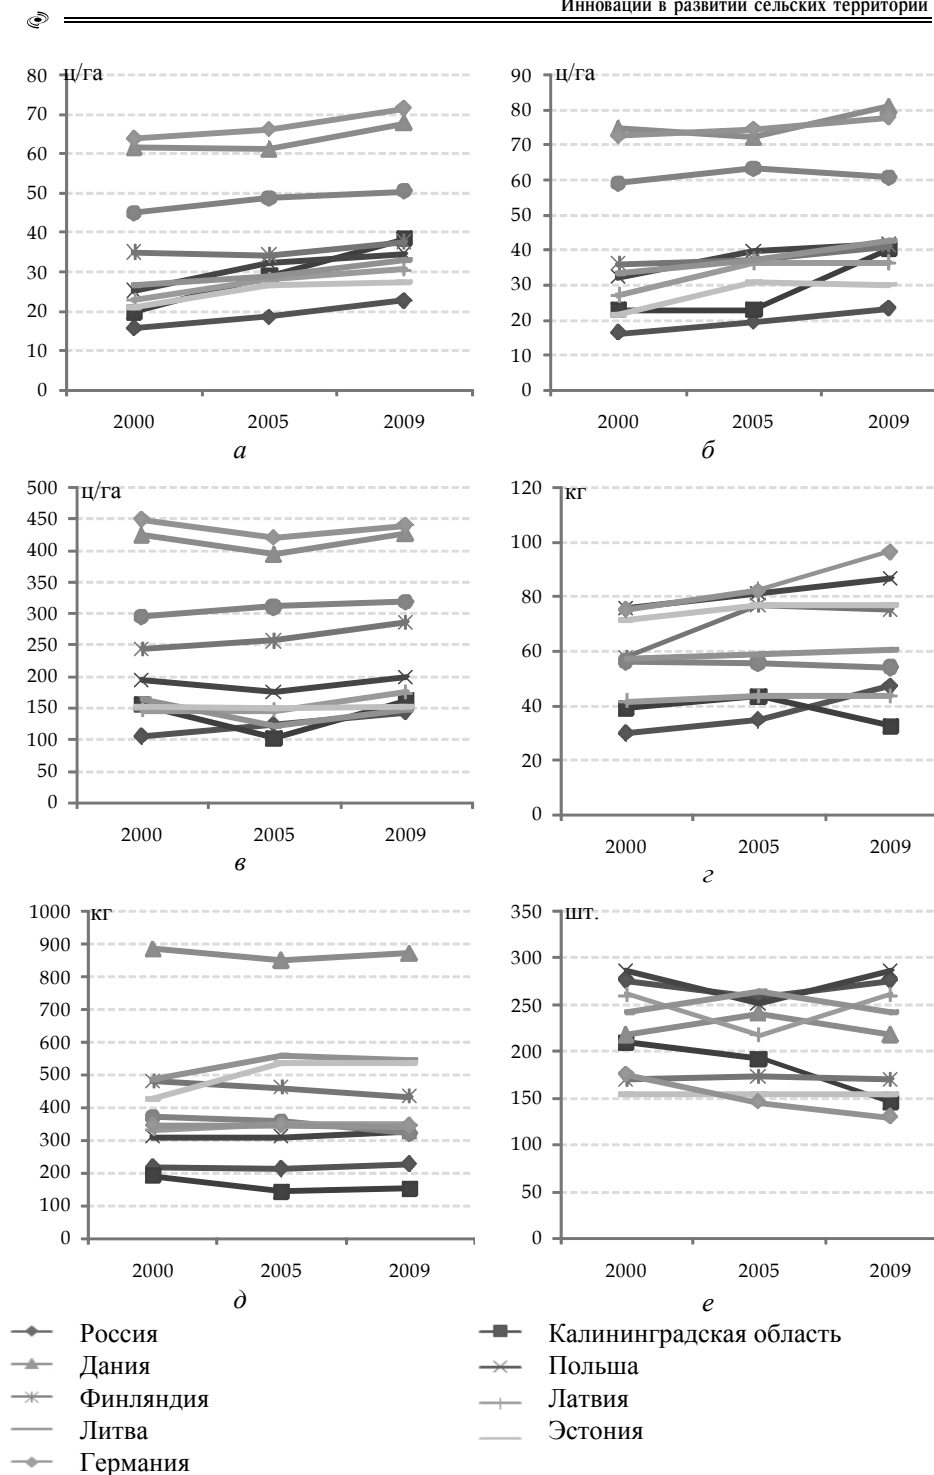 Инновации в развитии сельских территорий
ц/га
80
70
60
50
40
30
20
10
0
2000 2005 2009
а
ц/га
90
80
70
60
50
40
30
20
10
0
2000 2005 2009
б
ц/га
500
450
400
350
300
250
200
150
100
50
0
2000 2005 2009
в
кг
120
100
80
60
40
20
0
2000 2005 2009
г
кг
1000
900
800
700
600
500
400
300
200
100
0
2000 2005 2009
д
шт.
350
300
250
200
150
100
50
0
2000 2005 2009
е
Россия
Дания
Финляндия
Литва
Германия
Калининградская область
Польша
Латвия
Эстония